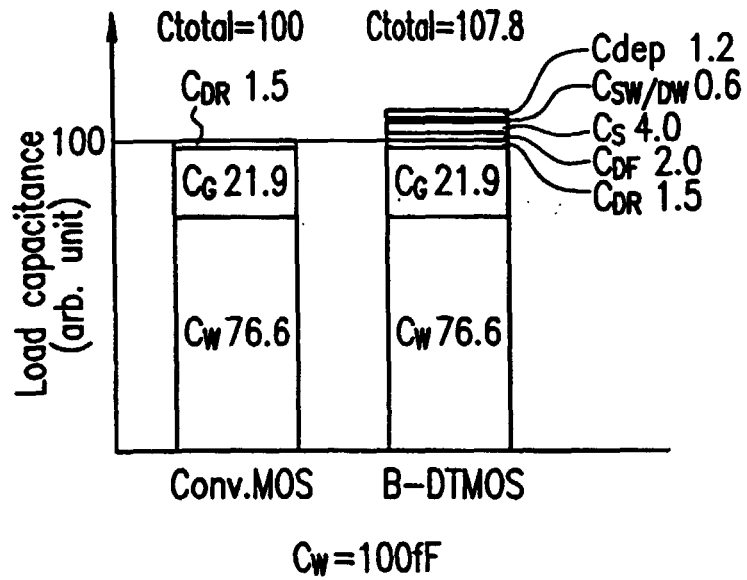 Ctotal=100
Ctotal=107.8
Cdep 1.2
CSW/DW 0.6
CS 4.0
CDF 2.0
CDR 1.5
CDR 1.5
100
CG 21.9
CG 21.9
Load capacitance
(arb. unit)
CW 76.6
CW 76.6
Conv.MOS
B-DTMOS
CW=100fF